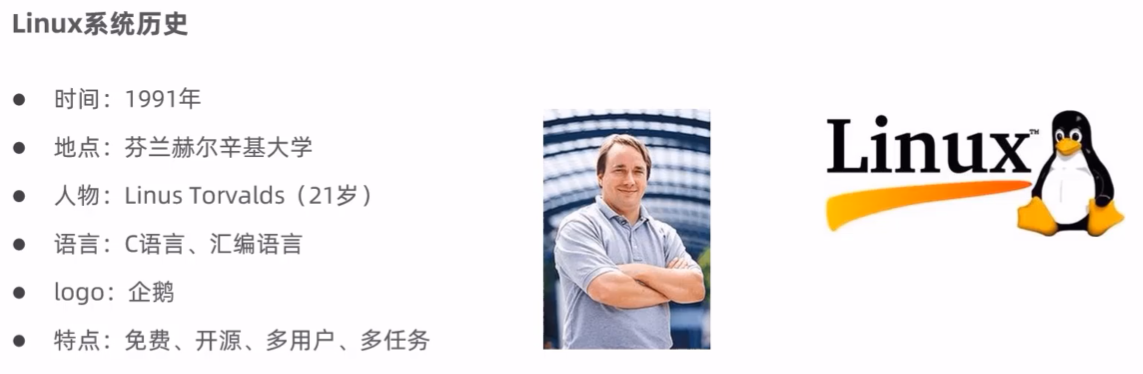 Linux系统历史
● 时间：1991年
● 地点：芬兰赫尔辛基大学
● 人物：Linus Torvalds（21岁）
● 语言：C语言、汇编语言
● logo：企鹅
● 特点：免费、开源、多用户、多任务
Linux™